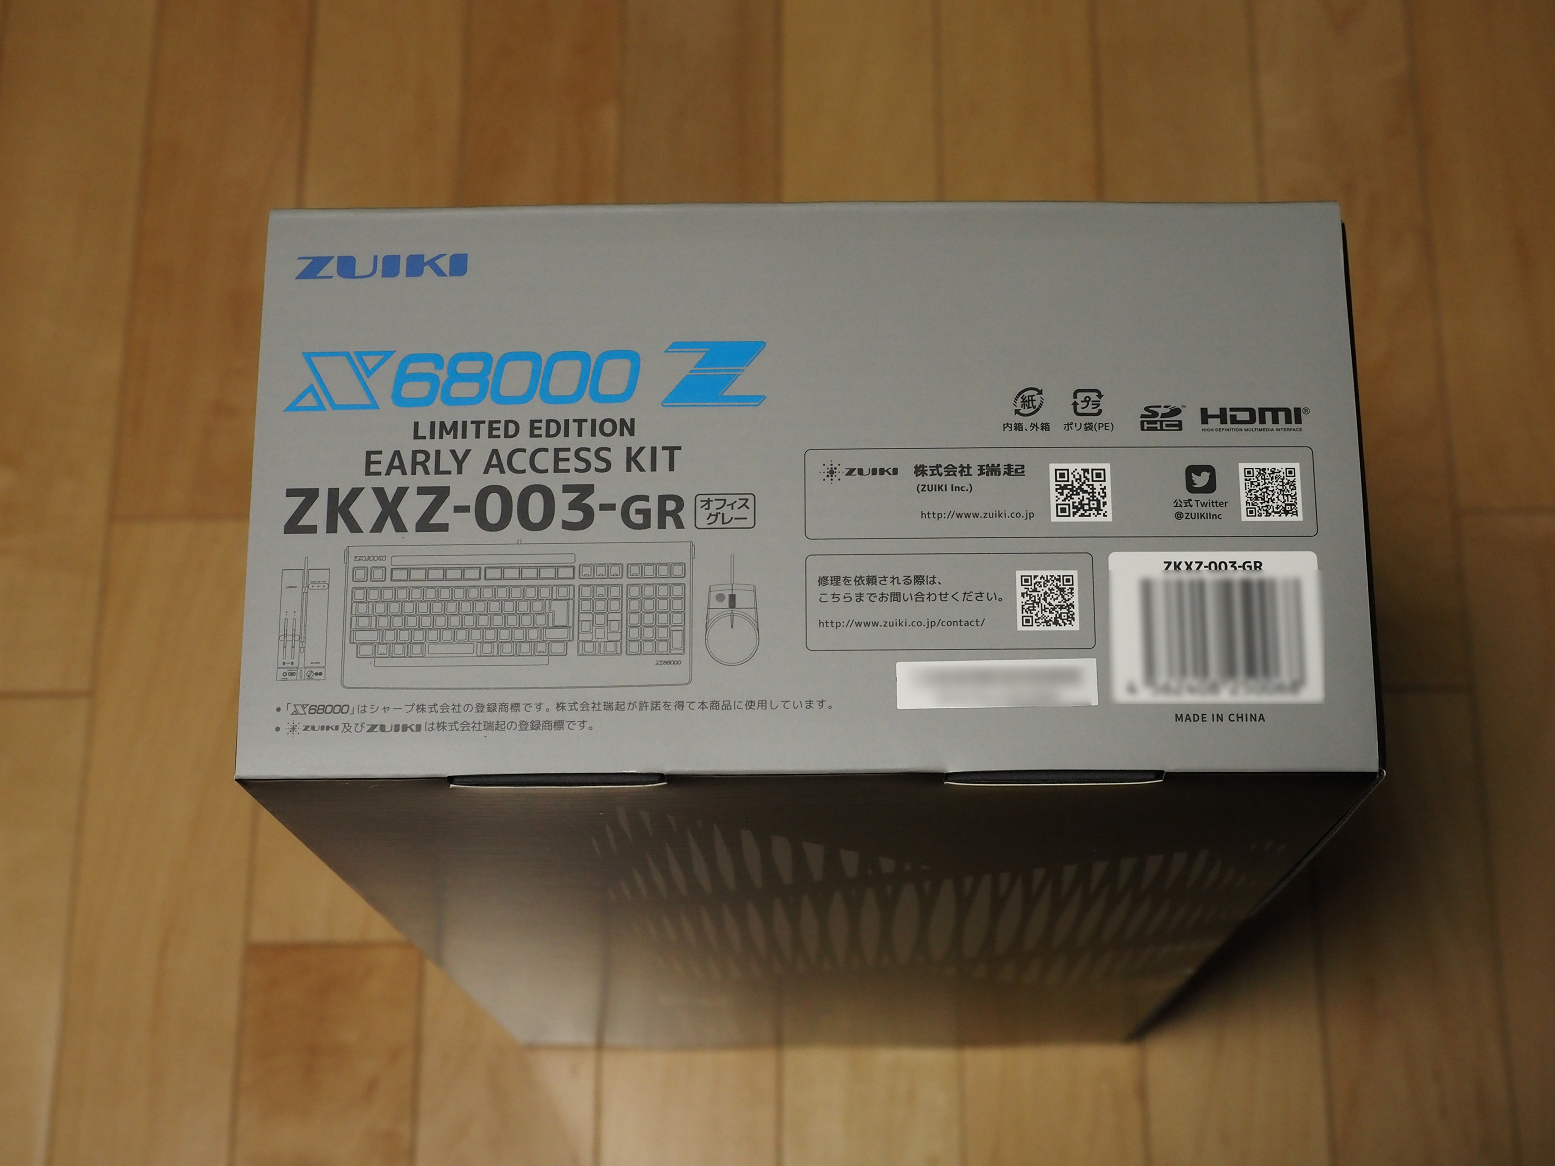 ZUIKI
X68000 Z
LIMITED EDITION
EARLY ACCESS KIT
ZKXZ-003-GR オフィスグレー
X68000
紙
内箱、外箱
プラ
ポリ袋(PE)
SD HC
HDMI®
HIGH-DEFINITION MULTIMEDIA INTERFACE
ZUIKI 株式会社 瑞起
(ZUIKI Inc.)
http://www.zuiki.co.jp
公式Twitter
@ZUIKIInc
修理を依頼される際は、
こちらまでお問い合わせください。
http://www.zuiki.co.jp/contact/
ZKXZ-003-GR
MADE IN CHINA
●「X68000」はシャープ株式会社の登録商標です。株式会社瑞起が許諾を得て本商品に使用しています。
● ZUIKI 及び ZUIKI は株式会社瑞起の登録商標です。